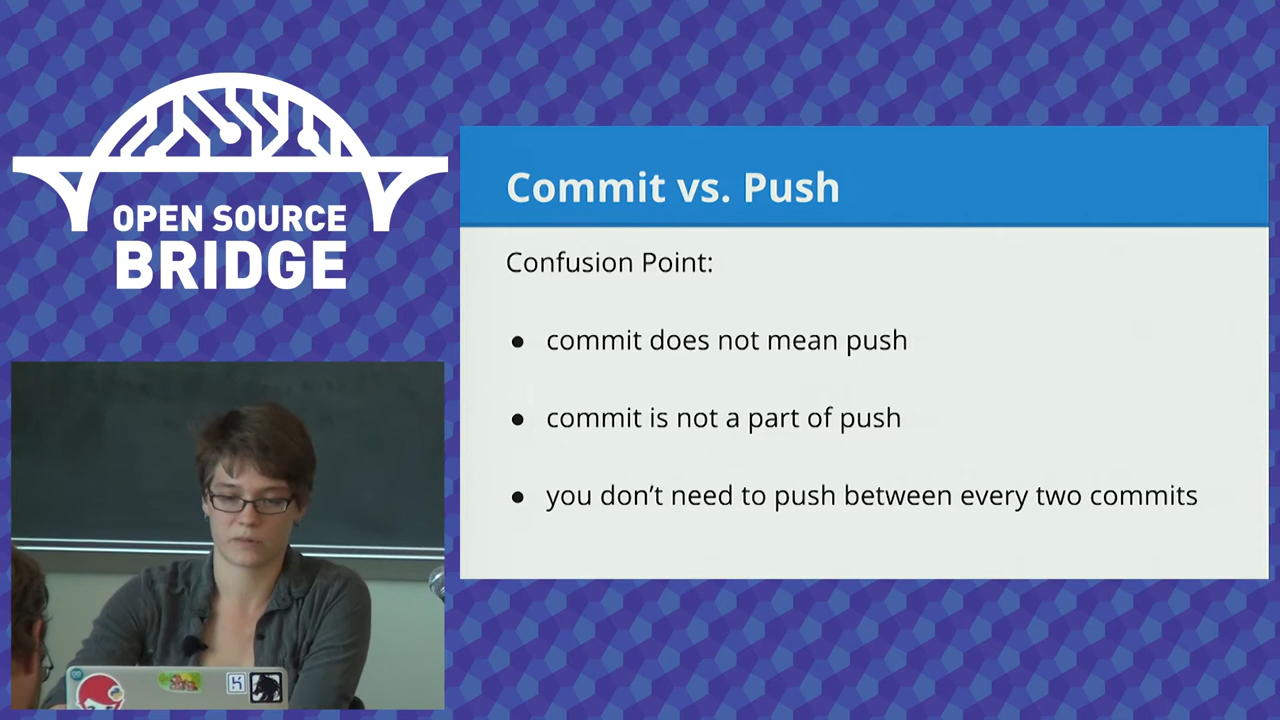 OPEN SOURCE
BRIDGE
Commit vs. Push
Confusion Point:
● commit does not mean push
● commit is not a part of push
● you don’t need to push between every two commits